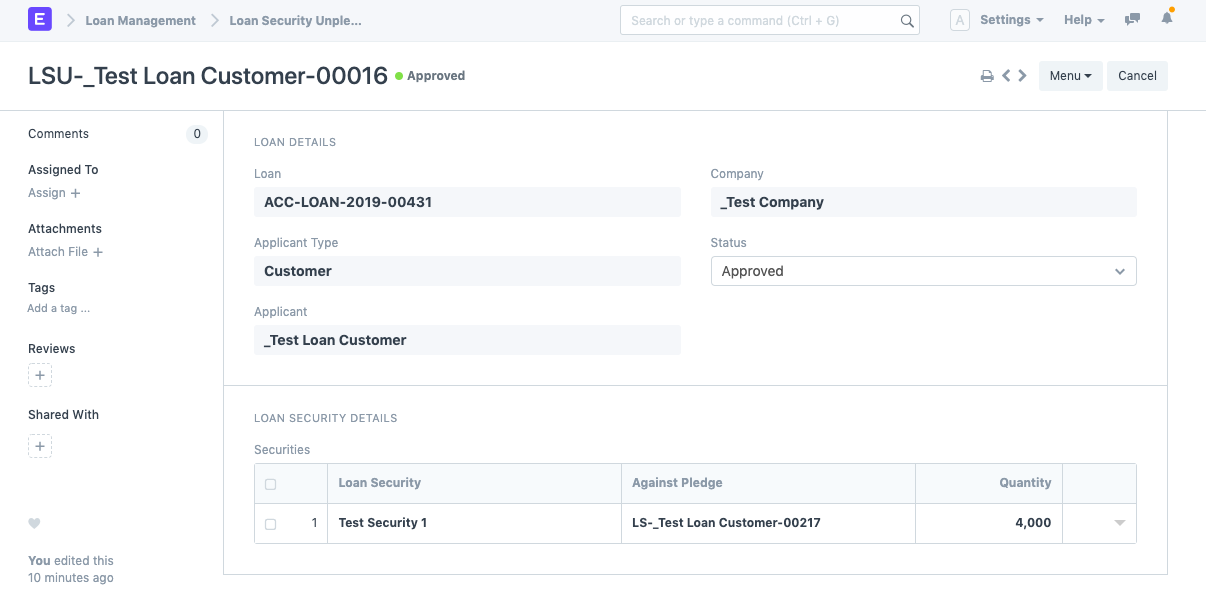 E Loan Management Loan Security Unple... Search or type a command (Ctrl + G) A Settings Help
LSU-_Test Loan Customer-00016 Approved Menu Cancel
Comments 0
Assigned To
Assign +
Attachments
Attach File +
Tags
Add a tag ...
Reviews
+
Shared With
+
You edited this
10 minutes ago
LOAN DETAILS
Loan Company
ACC-LOAN-2019-00431 _Test Company
Applicant Type Status
Customer Approved
Applicant
_Test Loan Customer
LOAN SECURITY DETAILS
Securities
Loan Security Against Pledge Quantity
1 Test Security 1 LS-_Test Loan Customer-00217 4,000